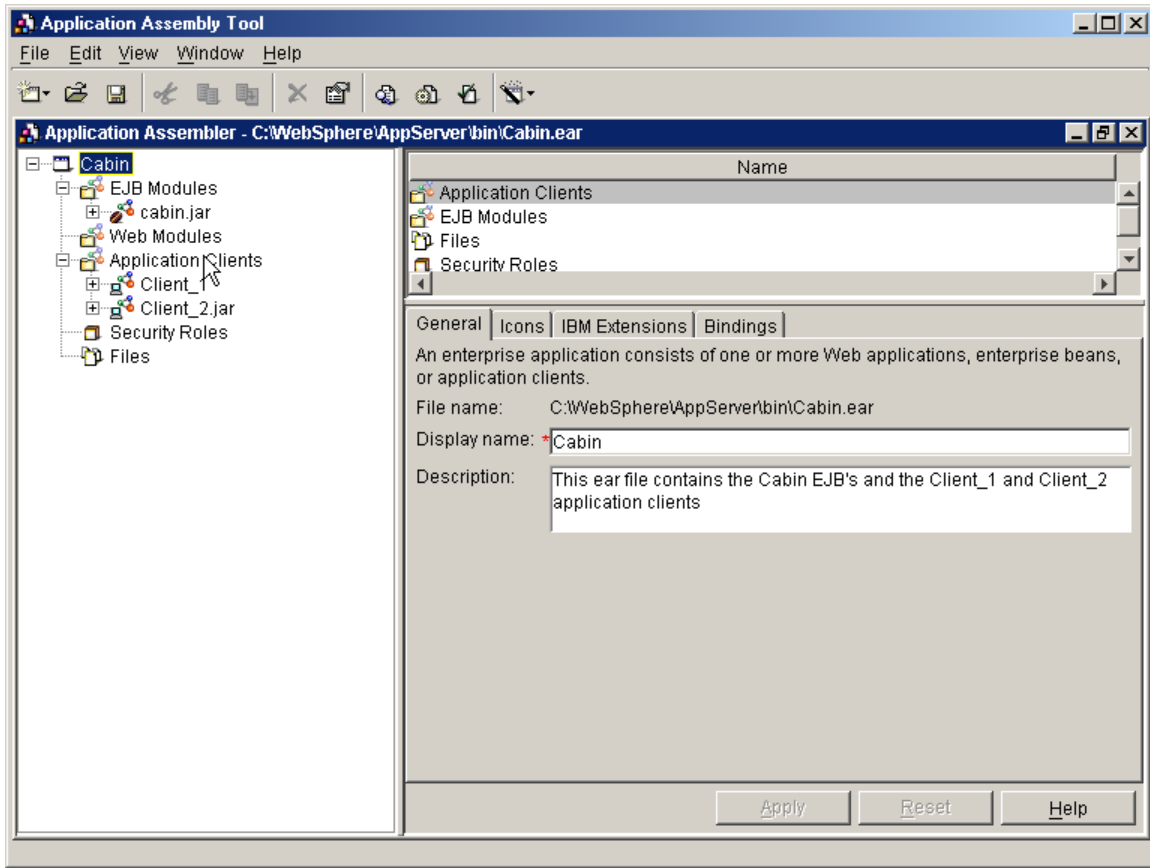 Application Assembly Tool
File Edit View Window Help
Application Assembler - C:\WebSphere\AppServer\bin\Cabin.ear
Cabin
EJB Modules
cabin.jar
Web Modules
Application Clients
Client_1
Client_2.jar
Security Roles
Files
Name
Application Clients
EJB Modules
Files
Security Roles
General Icons IBM Extensions Bindings
An enterprise application consists of one or more Web applications, enterprise beans,
or application clients.
File name: C:\WebSphere\AppServer\bin\Cabin.ear
Display name: *Cabin
Description: This ear file contains the Cabin EJB's and the Client_1 and Client_2
application clients
Apply Reset Help